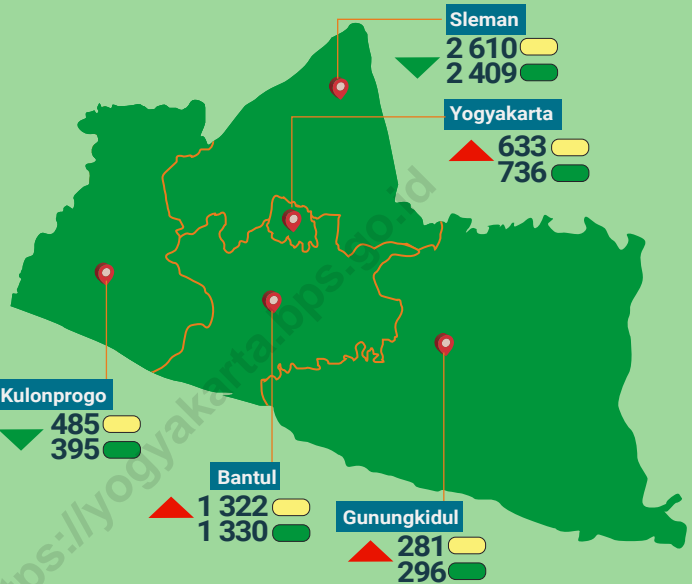 Sleman
2 610
2 409
Yogyakarta
633
736
Kulonprogo
485
395
Bantul
1 322
1 330
Gunungkidul
281
296
tps://yogyakarta.bps.go.id